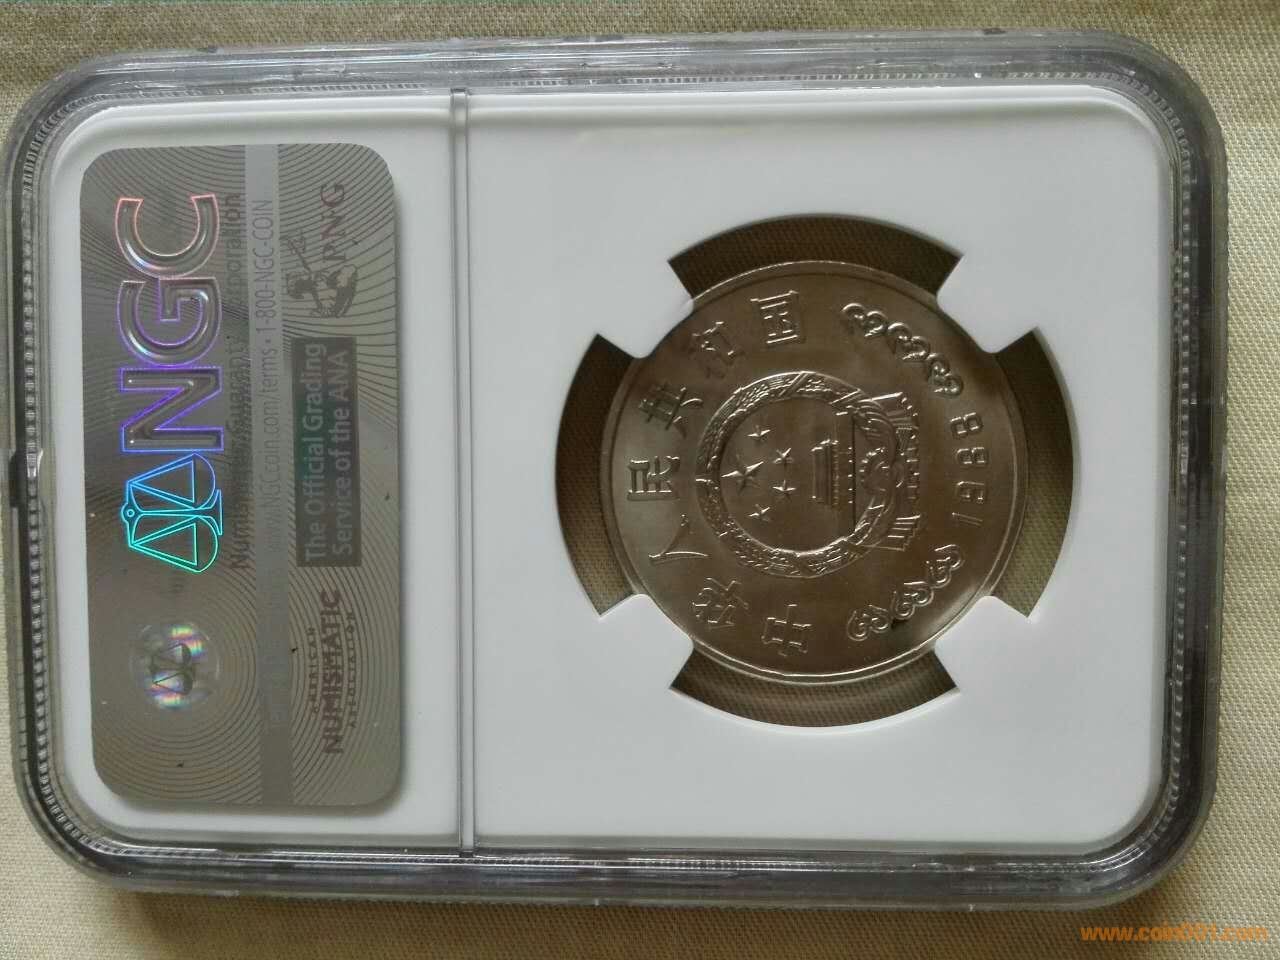 NGC
Numismatic Guaranty Corporation
www.NGCcoin.com/terms • 1-800-NGC-COIN
PNG
The Official Grading
Service of the ANA
AMERICAN
NUMISMATIC
ASSOCIATION
中华人民共和国
1988
www.coin001.com